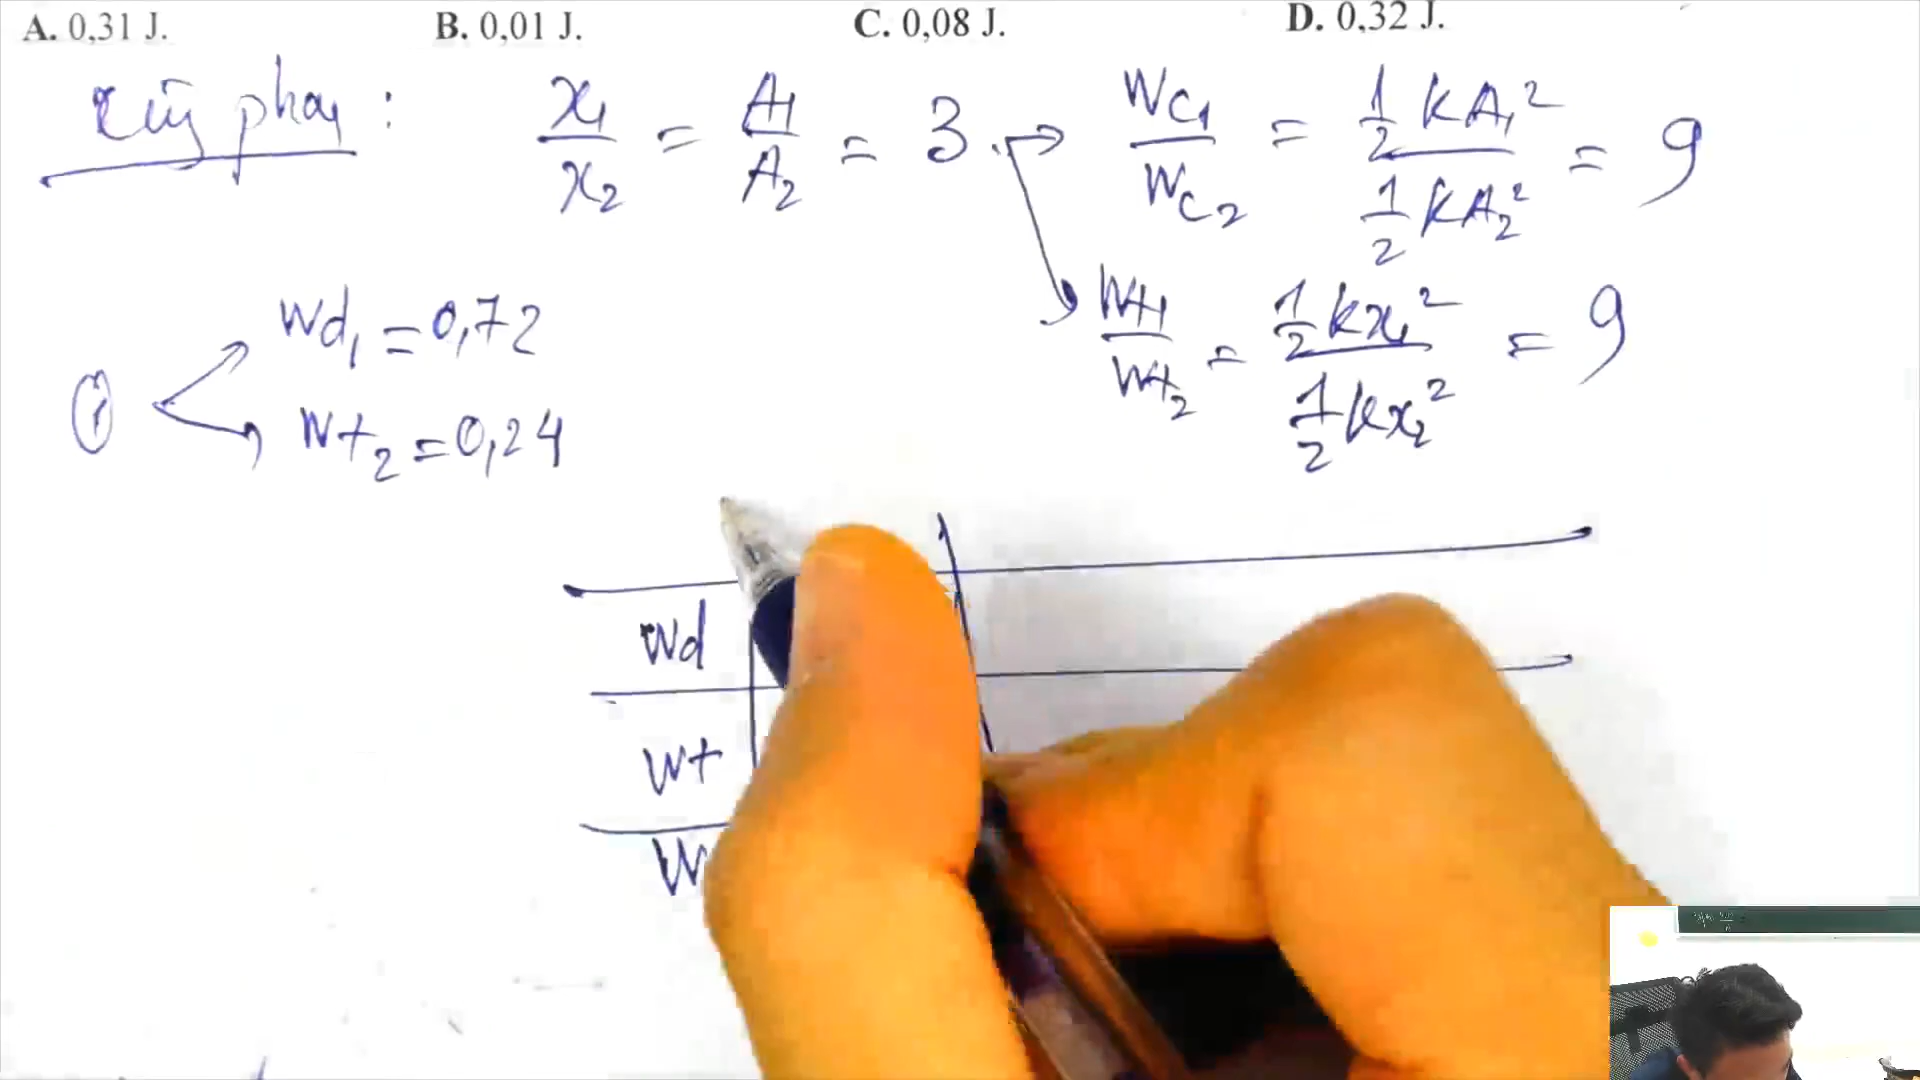 A. 0,31 J. B. 0,01 J. C. 0,08 J. D. 0,32 J.
Cùng pha :
x₁/x₂ = A₁/A₂ = 3 → Wc₁/Wc₂ = ½KA₁² / ½KA₂² = 9
Wt₁/Wt₂ = ½kx₁² / ½kx₂² = 9
① Wd₁ = 0,72
Wt₂ = 0,24
Wd
Wt
W